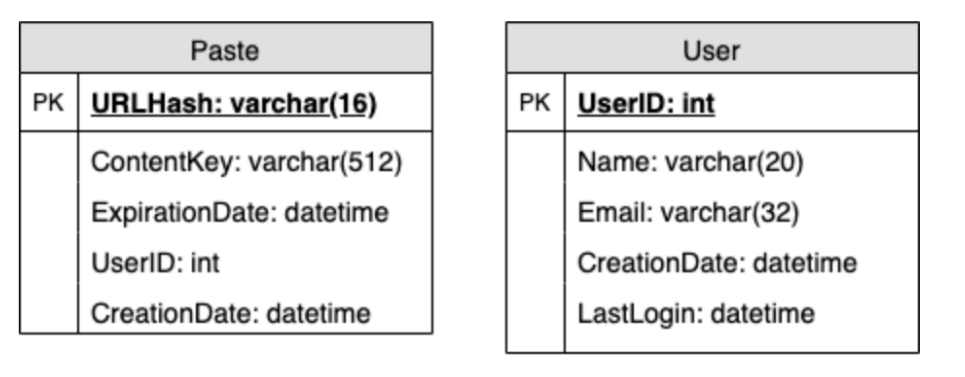 Paste
PK URLHash: varchar(16)
ContentKey: varchar(512)
ExpirationDate: datetime
UserID: int
CreationDate: datetime
User
PK UserID: int
Name: varchar(20)
Email: varchar(32)
CreationDate: datetime
LastLogin: datetime